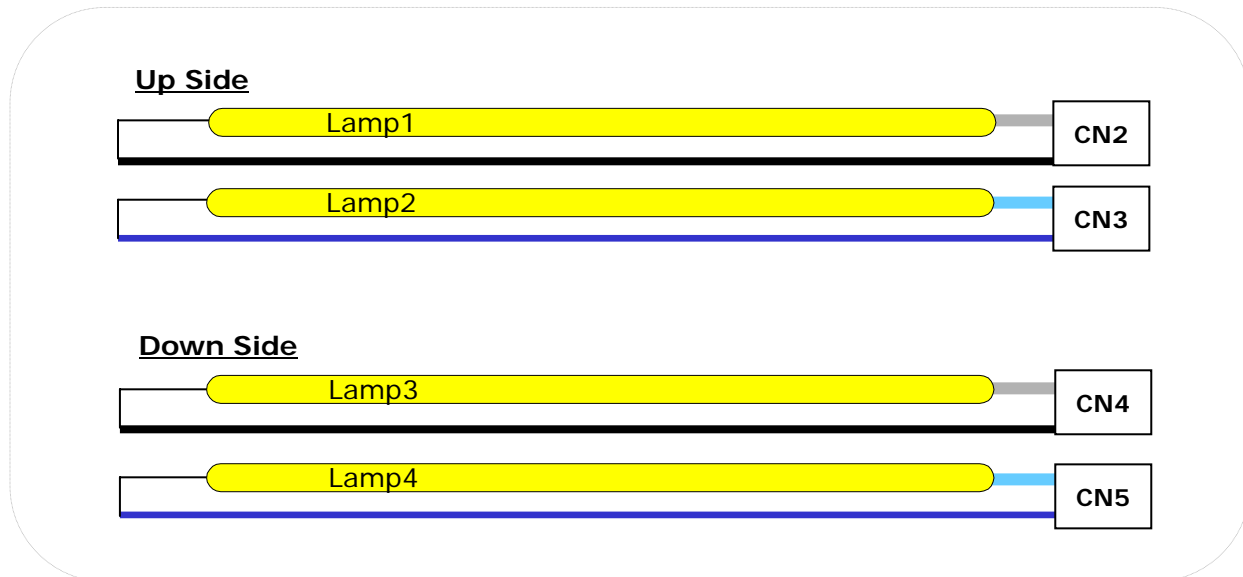 Up Side
Lamp1
CN2
Lamp2
CN3
Down Side
Lamp3
CN4
Lamp4
CN5